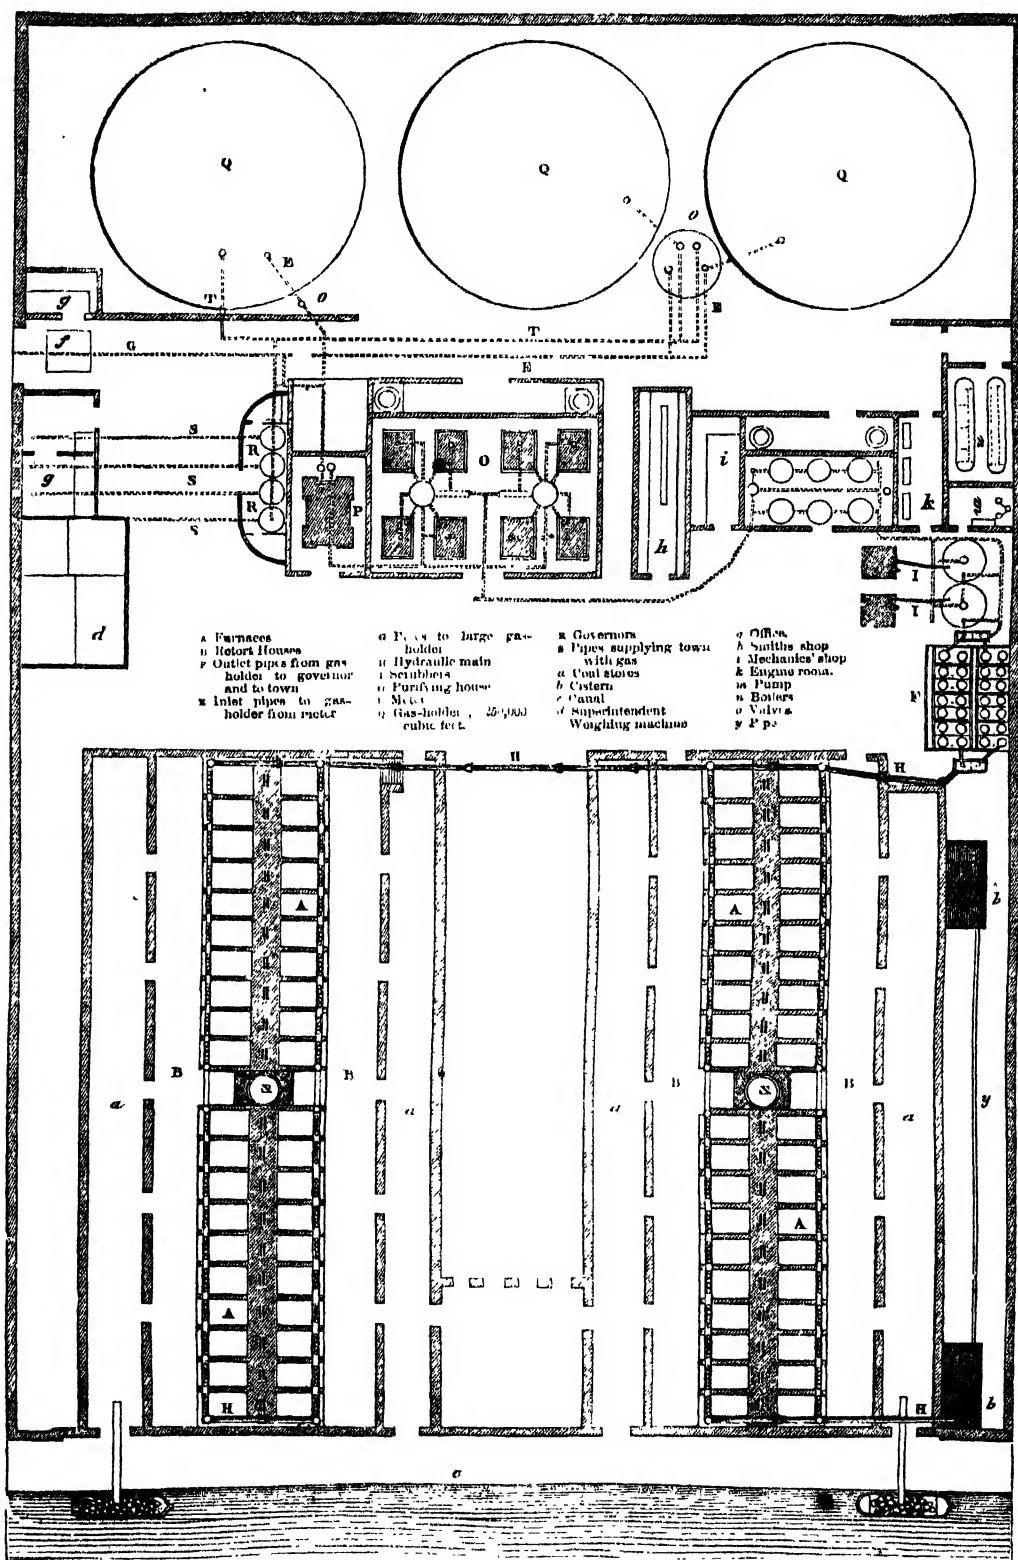 Q
Q
Q
O
E
T
O
E
T
g
f
G
E
S
R
O
i
g
S
P
k
n
R
S
h
m
I
I
d
A Furnaces
B Retort Houses
Outlet pipes from gas
holder to governor
and to town
Inlet pipes to gas-
holder from meter
G to large gas-
holder
H Hydraulic main
I Scrubbers
O Purifying house
Meter
Q Gas-holder, 250,000
cubic feet.
R Governors
S Pipes supplying town
with gas
a Coal stores
b Cistern
c Canal
d Superintendent
Weighing machine
g Office.
h Smiths shop
i Mechanics' shop
k Engine room.
m Pump
n Boilers
o Valves.
y
F
H
H
A
A
b
B
B
B
B
a
a
a
a
y
A
A
H
H
b
c